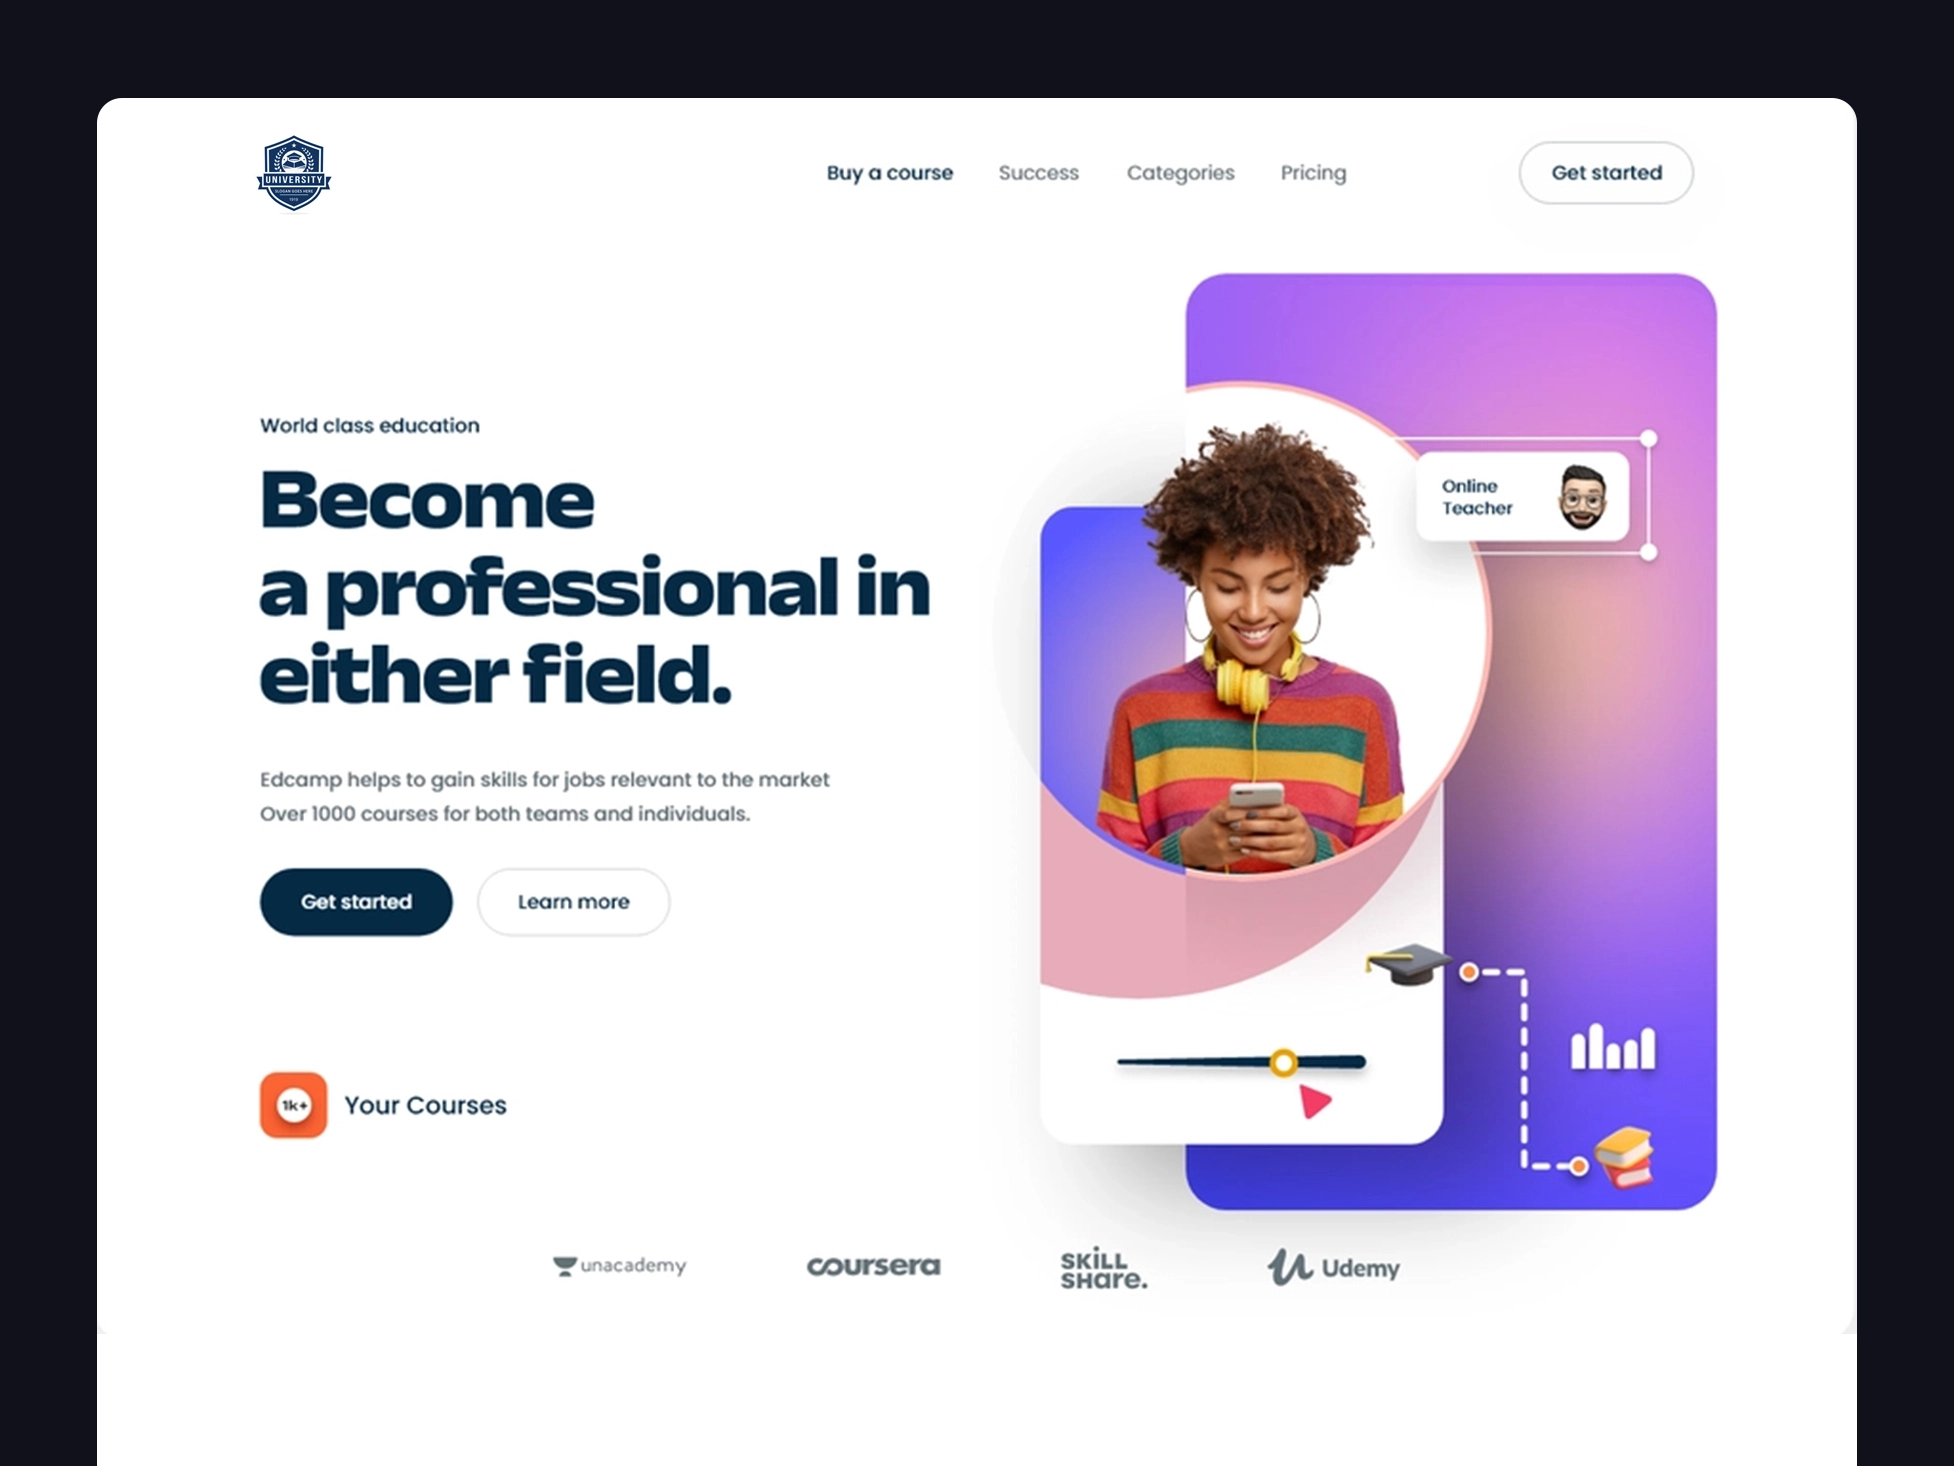 UNIVERSITY
SLOGAN GOES HERE
Buy a course
Success
Categories
Pricing
Get started
World class education
Become
a professional in
either field.
Edcamp helps to gain skills for jobs relevant to the market
Over 1000 courses for both teams and individuals.
Get started
Learn more
Online
Teacher
1k+
Your Courses
unacademy
coursera
SKiLL
SHare.
Udemy